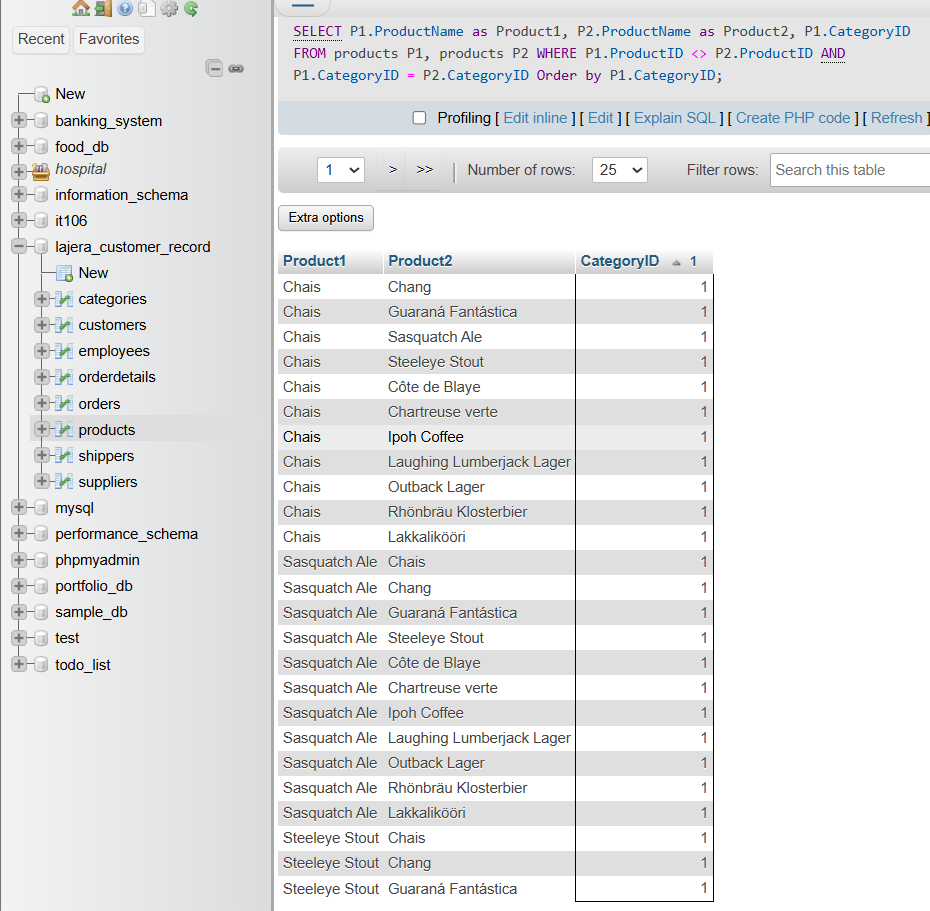 Recent Favorites
New
banking_system
food_db
hospital
information_schema
it106
lajera_customer_record
New
categories
customers
employees
orderdetails
orders
products
shippers
suppliers
mysql
performance_schema
phpmyadmin
portfolio_db
sample_db
test
todo_list
SELECT P1.ProductName as Product1, P2.ProductName as Product2, P1.CategoryID
FROM products P1, products P2 WHERE P1.ProductID <> P2.ProductID AND
P1.CategoryID = P2.CategoryID Order by P1.CategoryID;
Profiling [ Edit inline ] [ Edit ] [ Explain SQL ] [ Create PHP code ] [ Refresh ]
1 > >> | Number of rows: 25 Filter rows: Search this table
Extra options
Product1 Product2 CategoryID 1
Chais Chang 1
Chais Guaraná Fantástica 1
Chais Sasquatch Ale 1
Chais Steeleye Stout 1
Chais Côte de Blaye 1
Chais Chartreuse verte 1
Chais Ipoh Coffee 1
Chais Laughing Lumberjack Lager 1
Chais Outback Lager 1
Chais Rhönbräu Klosterbier 1
Chais Lakkalikööri 1
Sasquatch Ale Chais 1
Sasquatch Ale Chang 1
Sasquatch Ale Guaraná Fantástica 1
Sasquatch Ale Steeleye Stout 1
Sasquatch Ale Côte de Blaye 1
Sasquatch Ale Chartreuse verte 1
Sasquatch Ale Ipoh Coffee 1
Sasquatch Ale Laughing Lumberjack Lager 1
Sasquatch Ale Outback Lager 1
Sasquatch Ale Rhönbräu Klosterbier 1
Sasquatch Ale Lakkalikööri 1
Steeleye Stout Chais 1
Steeleye Stout Chang 1
Steeleye Stout Guaraná Fantástica 1